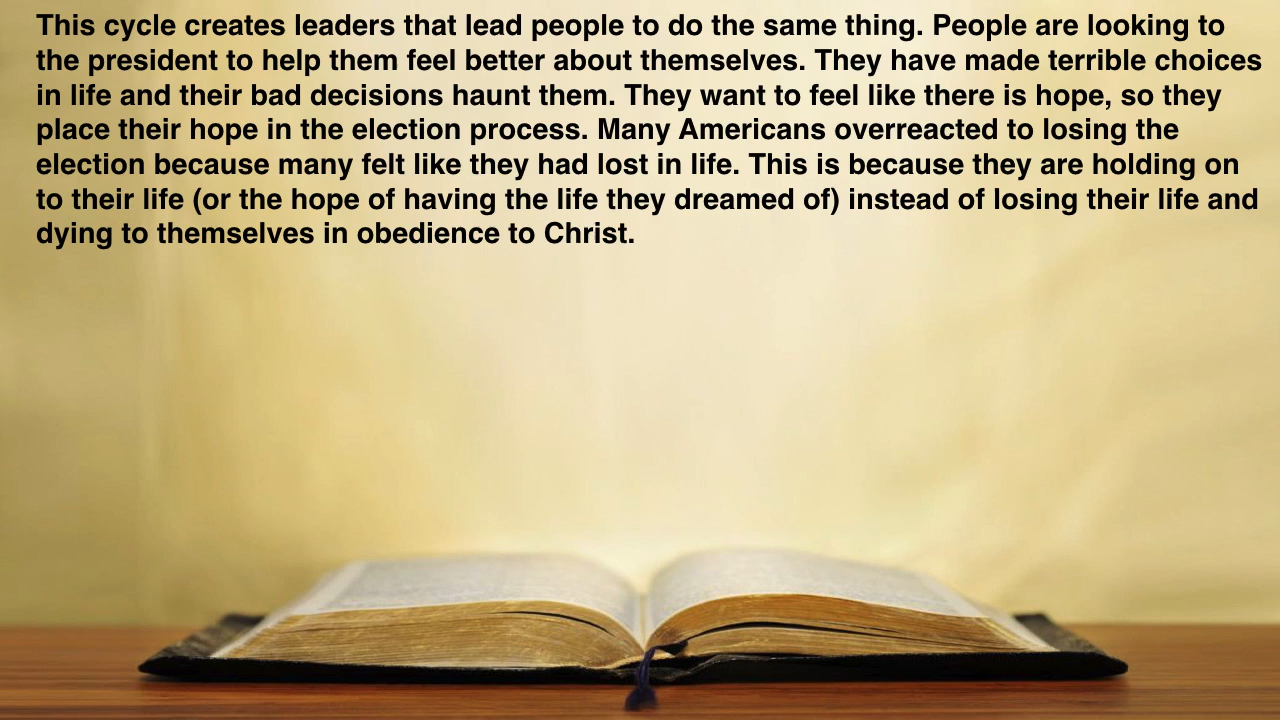 This cycle creates leaders that lead people to do the same thing. People are looking to
the president to help them feel better about themselves. They have made terrible choices
in life and their bad decisions haunt them. They want to feel like there is hope, so they
place their hope in the election process. Many Americans overreacted to losing the
election because many felt like they had lost in life. This is because they are holding on
to their life (or the hope of having the life they dreamed of) instead of losing their life and
dying to themselves in obedience to Christ.